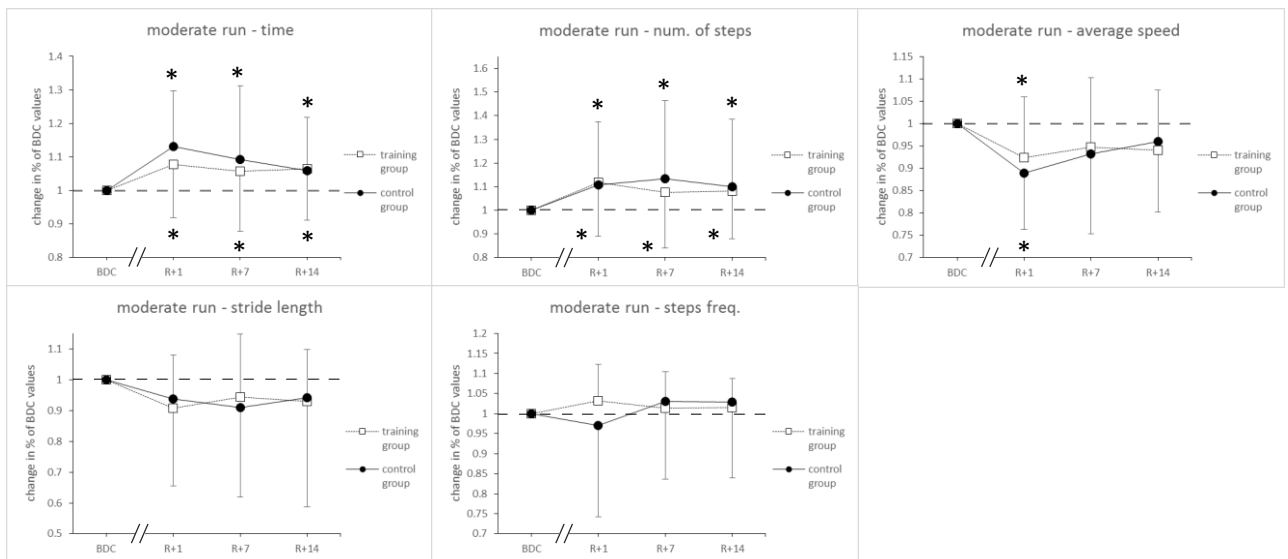 moderate run - time
change in % of BDC values
1.4
1.3
1.2
1.1
1
0.9
0.8
* * *
* * *
BDC // R+1 R+7 R+14
training
group
control
group
moderate run - num. of steps
change in % of BDC values
1.6
1.5
1.4
1.3
1.2
1.1
1
0.9
0.8
* * *
* * *
BDC // R+1 R+7 R+14
training
group
control
group
moderate run - average speed
change in % of BDC values
1.15
1.1
1.05
1
0.95
0.9
0.85
0.8
0.75
0.7
*
*
BDC // R+1 R+7 R+14
training
group
control
group
moderate run - stride length
change in % of BDC values
1.1
1
0.9
0.8
0.7
0.6
0.5
BDC // R+1 R+7 R+14
training
group
control
group
moderate run - steps freq.
change in % of BDC values
1.2
1.15
1.1
1.05
1
0.95
0.9
0.85
0.8
0.75
0.7
BDC // R+1 R+7 R+14
training
group
control
group